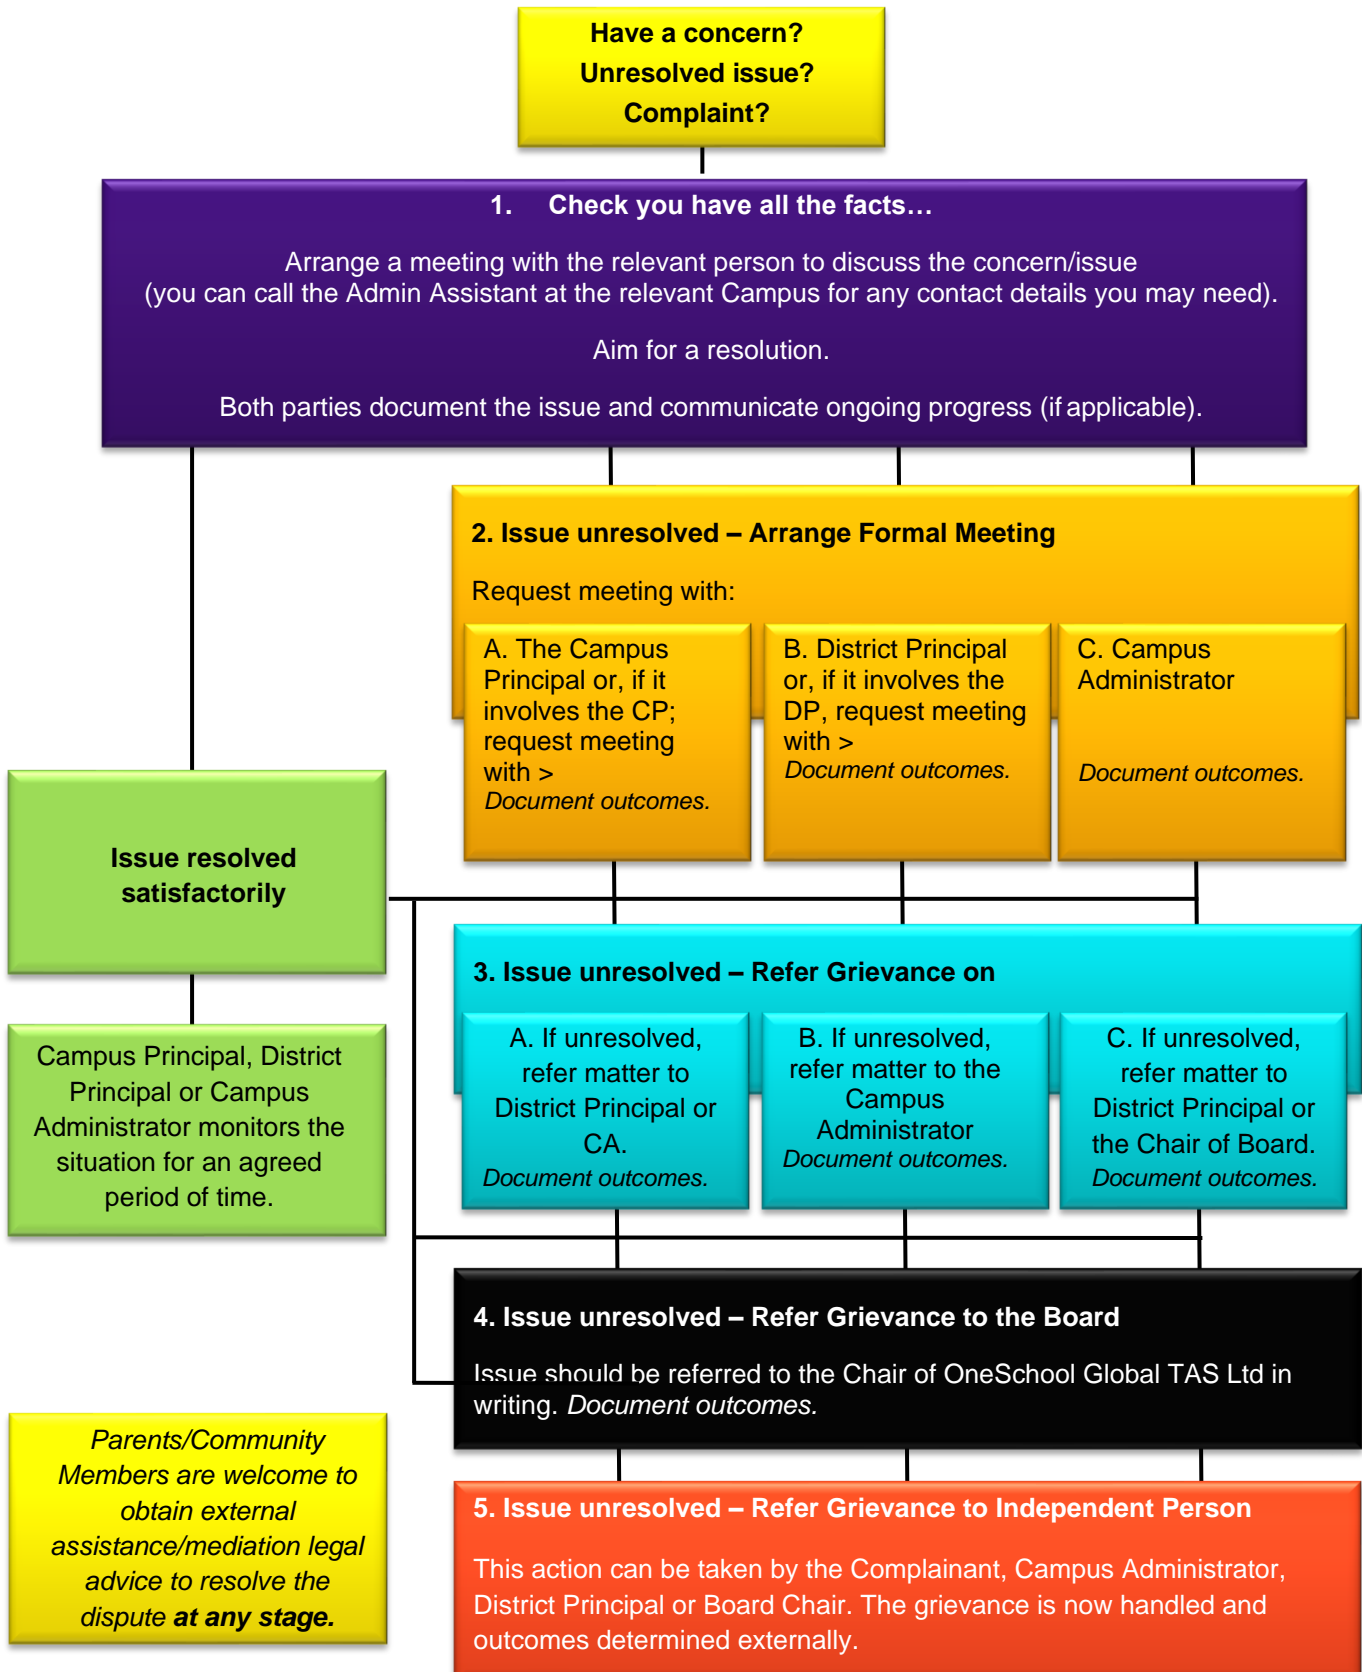 Have a concern?
Unresolved issue?
Complaint?
1. Check you have all the facts…
Arrange a meeting with the relevant person to discuss the concern/issue
(you can call the Admin Assistant at the relevant Campus for any contact details you may need).
Aim for a resolution.
Both parties document the issue and communicate ongoing progress (if applicable).
2. Issue unresolved – Arrange Formal Meeting
Request meeting with:
A. The Campus
Principal or, if it
involves the CP;
request meeting
with >
Document outcomes.
B. District Principal
or, if it involves the
DP, request meeting
with >
Document outcomes.
C. Campus
Administrator
Document outcomes.
Issue resolved
satisfactorily
Campus Principal, District
Principal or Campus
Administrator monitors the
situation for an agreed
period of time.
3. Issue unresolved – Refer Grievance on
A. If unresolved,
refer matter to
District Principal or
CA.
Document outcomes.
B. If unresolved,
refer matter to the
Campus
Administrator
Document outcomes.
C. If unresolved,
refer matter to
District Principal or
the Chair of Board.
Document outcomes.
4. Issue unresolved – Refer Grievance to the Board
Issue should be referred to the Chair of OneSchool Global TAS Ltd in
writing. Document outcomes.
Parents/Community
Members are welcome to
obtain external
assistance/mediation legal
advice to resolve the
dispute at any stage.
5. Issue unresolved – Refer Grievance to Independent Person
This action can be taken by the Complainant, Campus Administrator,
District Principal or Board Chair. The grievance is now handled and
outcomes determined externally.